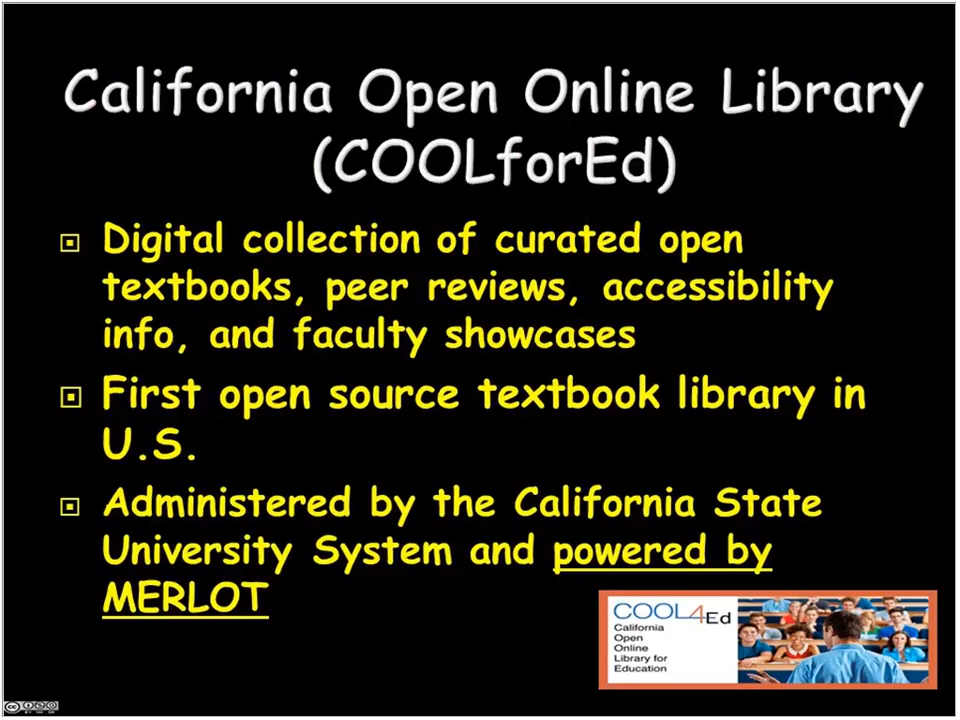 California Open Online Library
(COOLforEd)
Digital collection of curated open
textbooks, peer reviews, accessibility
info, and faculty showcases
First open source textbook library in
U.S.
Administered by the California State
University System and powered by
MERLOT
COOL4Ed
California
Open
Online
Library for
Education